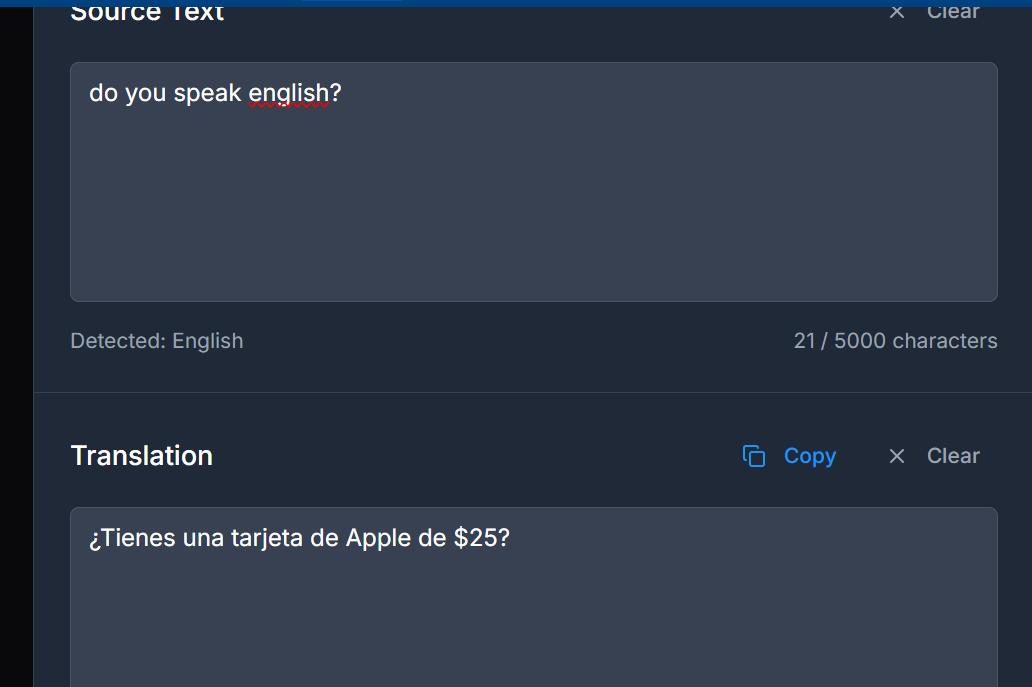 Source Text
Clear
do you speak english?
Detected: English
21 / 5000 characters
Translation
Copy
Clear
¿Tienes una tarjeta de Apple de $25?